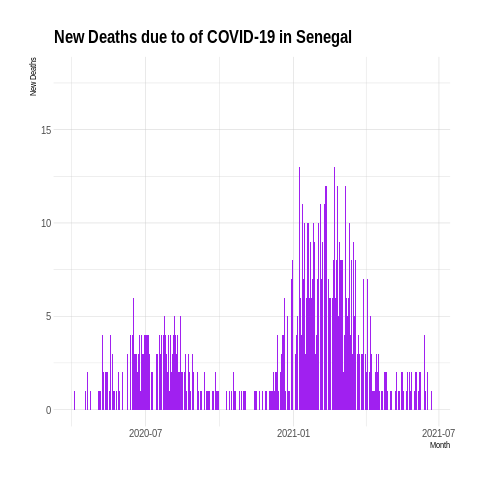 New Deaths due to of COVID-19 in Senegal
New Deaths
15
10
5
0
2020-07
2021-01
2021-07
Month